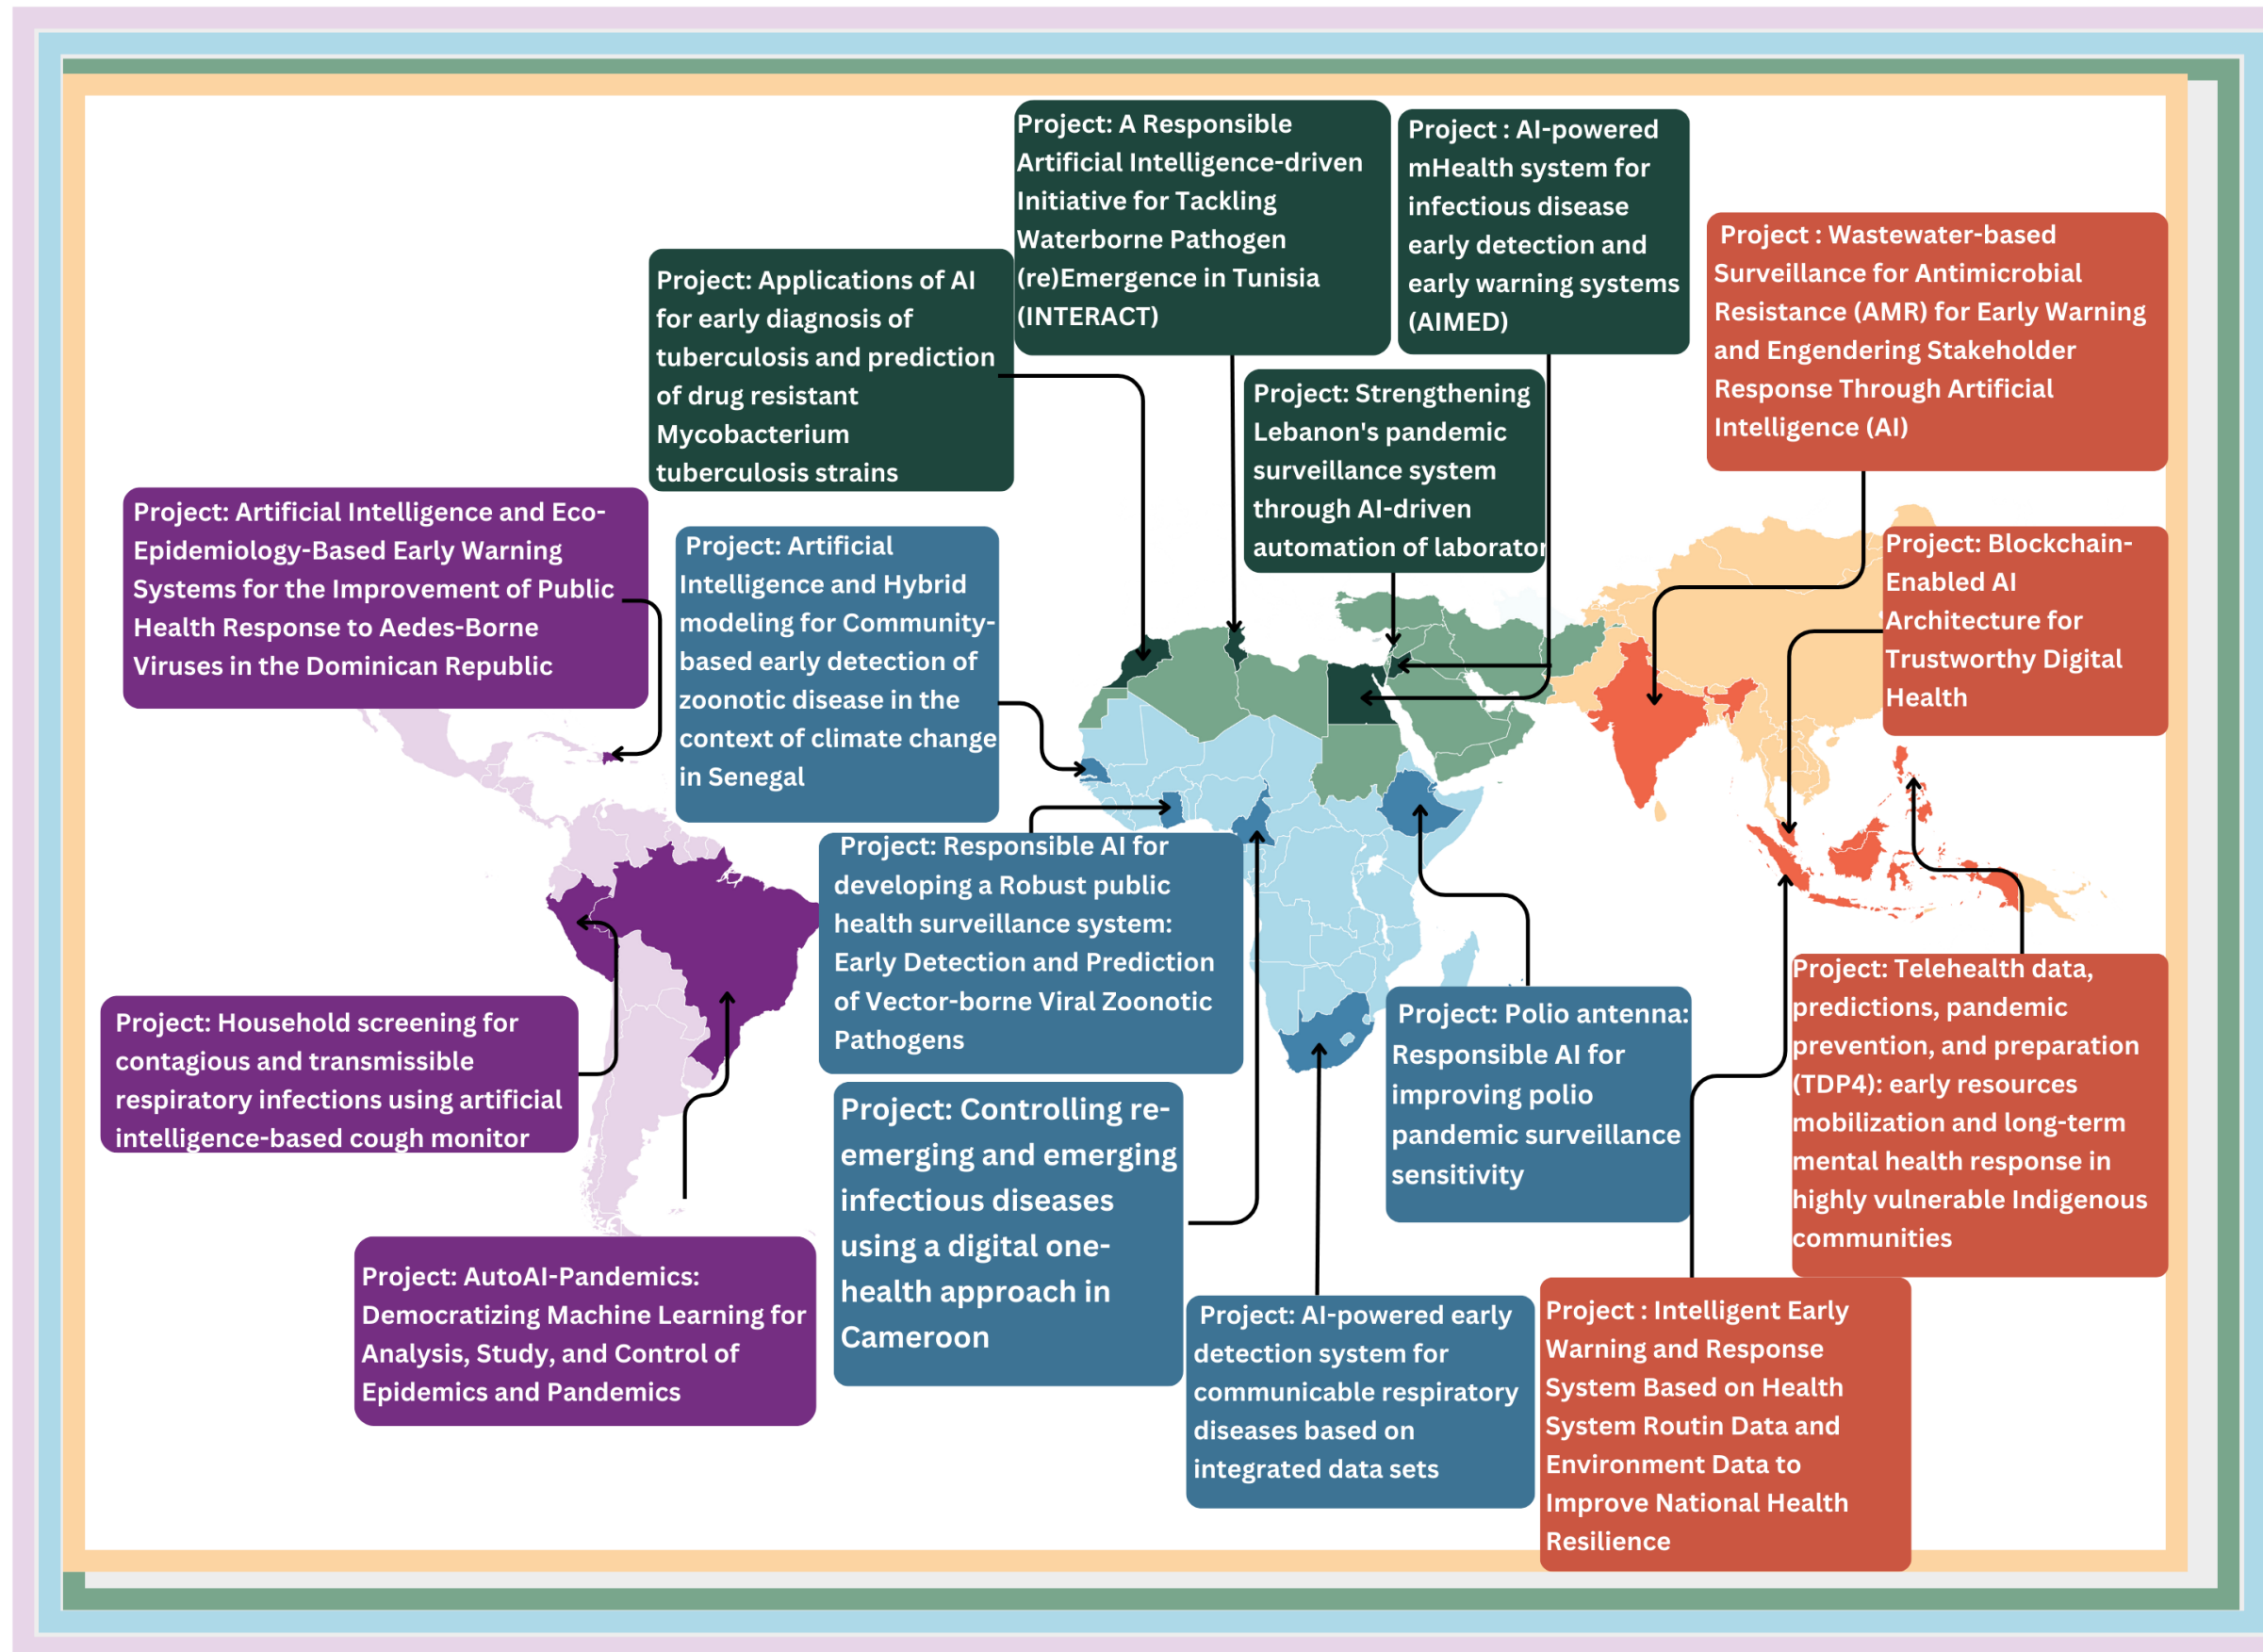 Project: A Responsible
Artificial Intelligence-driven
Initiative for Tackling
Waterborne Pathogen
(re)Emergence in Tunisia
(INTERACT)
Project : AI-powered
mHealth system for
infectious disease
early detection and
early warning systems
(AIMED)
Project : Wastewater-based
Surveillance for Antimicrobial
Resistance (AMR) for Early Warning
and Engendering Stakeholder
Response Through Artificial
Intelligence (AI)
Project: Applications of AI
for early diagnosis of
tuberculosis and prediction
of drug resistant
Mycobacterium
tuberculosis strains
Project: Strengthening
Lebanon's pandemic
surveillance system
through AI-driven
automation of laborator
Project: Artificial Intelligence and Eco-
Epidemiology-Based Early Warning
Systems for the Improvement of Public
Health Response to Aedes-Borne
Viruses in the Dominican Republic
Project: Artificial
Intelligence and Hybrid
modeling for Community-
based early detection of
zoonotic disease in the
context of climate change
in Senegal
Project: Blockchain-
Enabled AI
Architecture for
Trustworthy Digital
Health
Project: Responsible AI for
developing a Robust public
health surveillance system:
Early Detection and Prediction
of Vector-borne Viral Zoonotic
Pathogens
Project: Household screening for
contagious and transmissible
respiratory infections using artificial
intelligence-based cough monitor
Project: Polio antenna:
Responsible AI for
improving polio
pandemic surveillance
sensitivity
Project: Telehealth data,
predictions, pandemic
prevention, and preparation
(TDP4): early resources
mobilization and long-term
mental health response in
highly vulnerable Indigenous
communities
Project: Controlling re-
emerging and emerging
infectious diseases
using a digital one-
health approach in
Cameroon
Project: AutoAI-Pandemics:
Democratizing Machine Learning for
Analysis, Study, and Control of
Epidemics and Pandemics
Project: AI-powered early
detection system for
communicable respiratory
diseases based on
integrated data sets
Project : Intelligent Early
Warning and Response
System Based on Health
System Routin Data and
Environment Data to
Improve National Health
Resilience